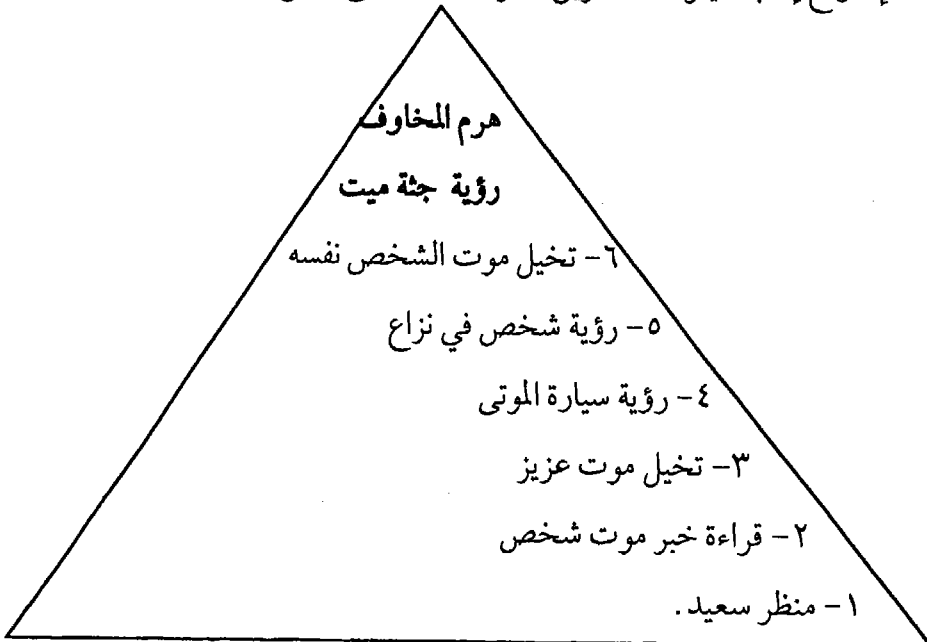 هرم المخاوف
رؤية جثة ميت
٦- تخيل موت الشخص نفسه
٥- رؤية شخص في نزاع
٤- رؤية سيارة الموتى
٣- تخيل موت عزيز
٢- قراءة خبر موت شخص
١- منظر سعيد.